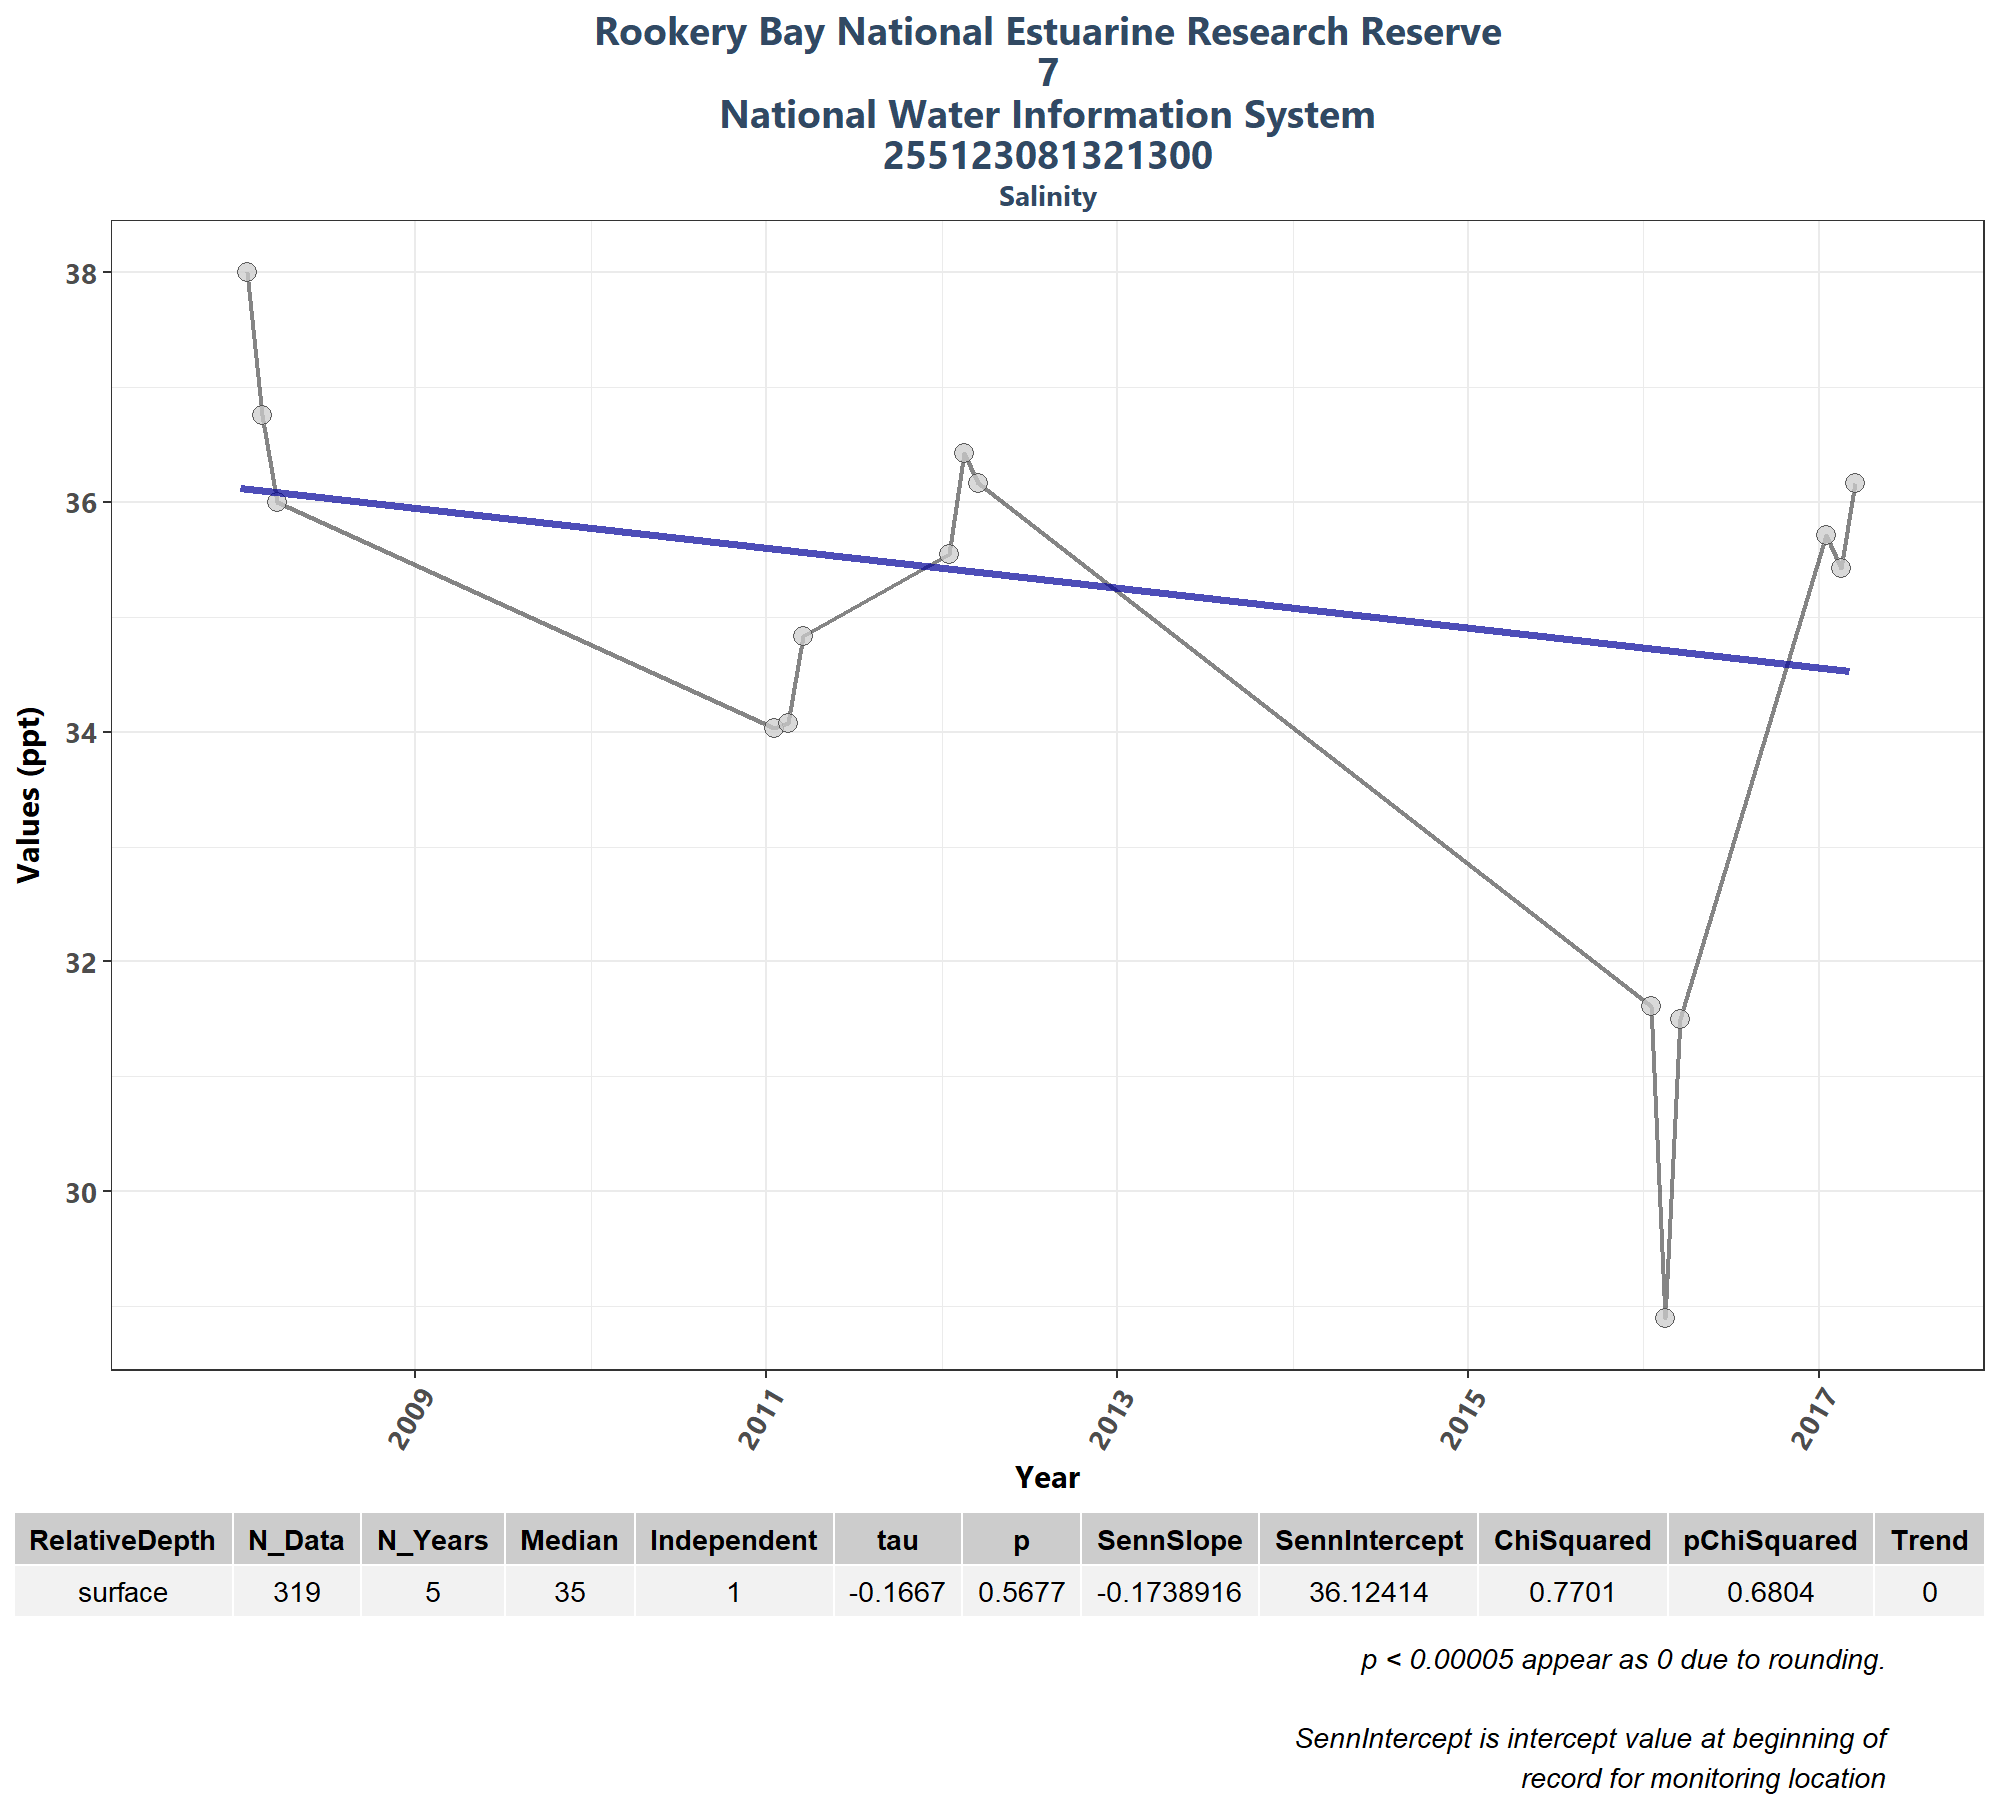 Rookery Bay National Estuarine Research Reserve
7
National Water Information System
255123081321300
Salinity
38
36
34
32
30
Values (ppt)
2009
2011
2013
2015
2017
Year
RelativeDepth N_Data N_Years Median Independent tau p SennSlope SennIntercept ChiSquared pChiSquared Trend
surface 319 5 35 1 -0.1667 0.5677 -0.1738916 36.12414 0.7701 0.6804 0
p < 0.00005 appear as 0 due to rounding.
SennIntercept is intercept value at beginning of
record for monitoring location